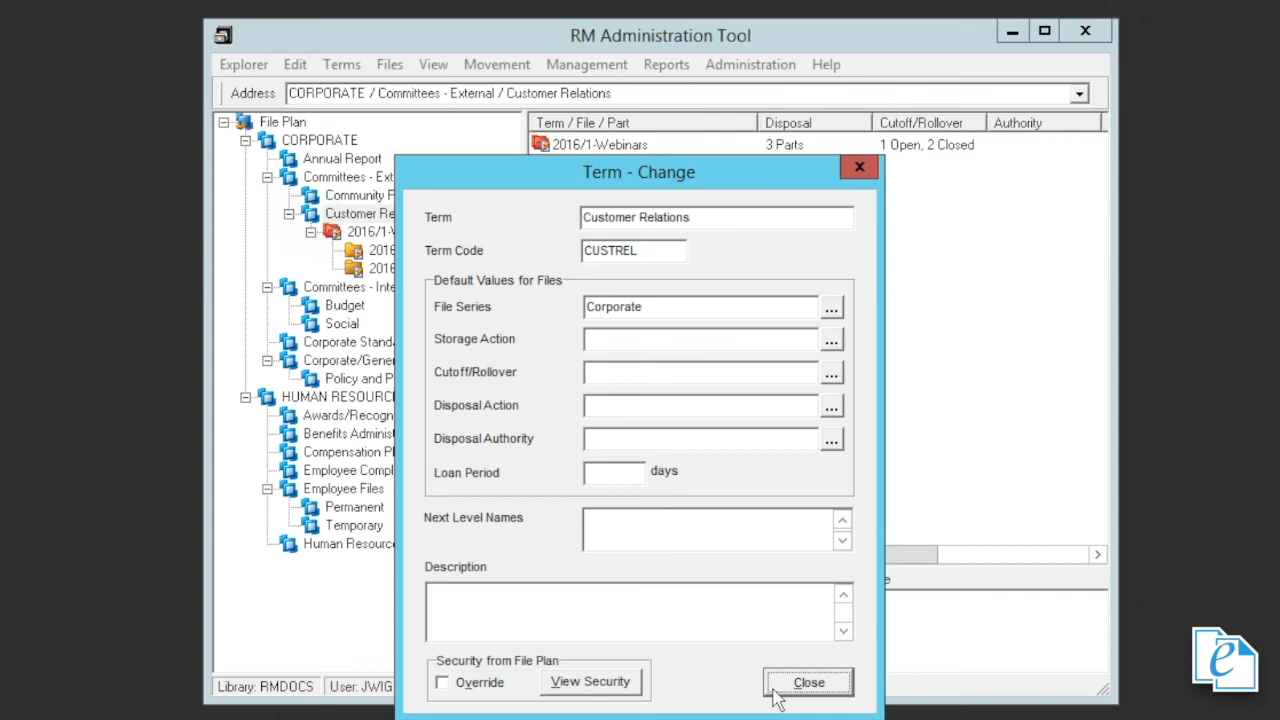 RM Administration Tool
Explorer Edit Terms Files View Movement Management Reports Administration Help
Address CORPORATE / Committees - External / Customer Relations
File Plan
CORPORATE
Annual Report
Committees - Ext
Community F
Customer Re
2016/1-
2016
2016
Committees - Inte
Budget
Social
Corporate Standa
Corporate/Gener
Policy and P
HUMAN RESOURC
Awards/Recogn
Benefits Adminis
Compensation Pl
Employee Compl
Employee Files
Permanent
Temporary
Human Resource
Term / File / Part Disposal Cutoff/Rollover Authority
2016/1-Webinars 3 Parts 1 Open, 2 Closed
Term - Change
Term Customer Relations
Term Code CUSTREL
Default Values for Files
File Series Corporate ...
Storage Action ...
Cutoff/Rollover ...
Disposal Action ...
Disposal Authority ...
Loan Period days
Next Level Names
Description
Security from File Plan
Override View Security Close
Library: RMDOCS User: JWIG
e